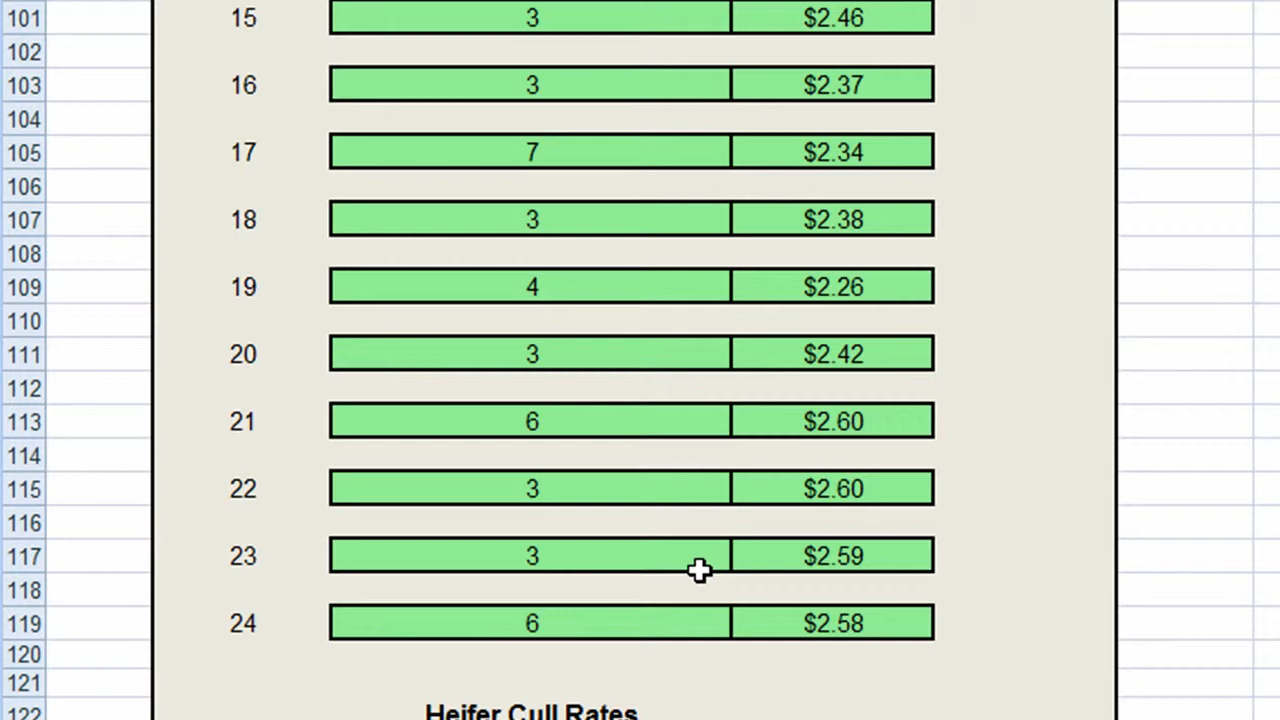 101 15 3 $2.46
102
103 16 3 $2.37
104
105 17 7 $2.34
106
107 18 3 $2.38
108
109 19 4 $2.26
110
111 20 3 $2.42
112
113 21 6 $2.60
114
115 22 3 $2.60
116
117 23 3 $2.59
118
119 24 6 $2.58
120
121
122 Heifer Cull Rates